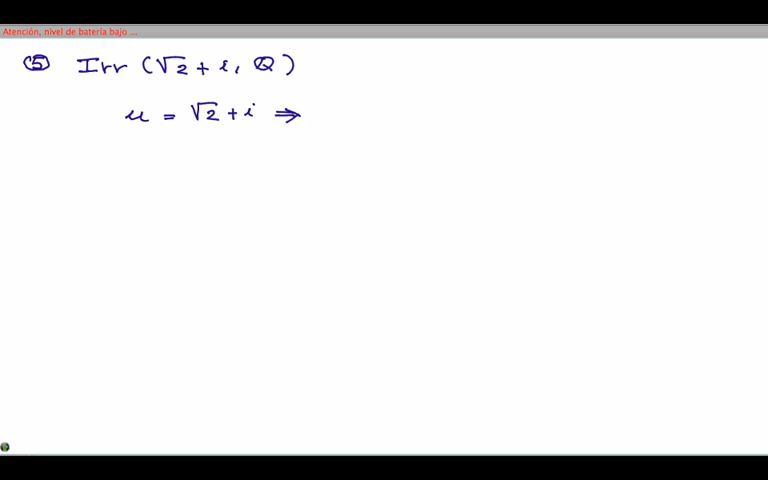 Atención, nivel de batería bajo ...
⑤ Irr (√2 + i, ℚ)
u = √2 + i ⇒